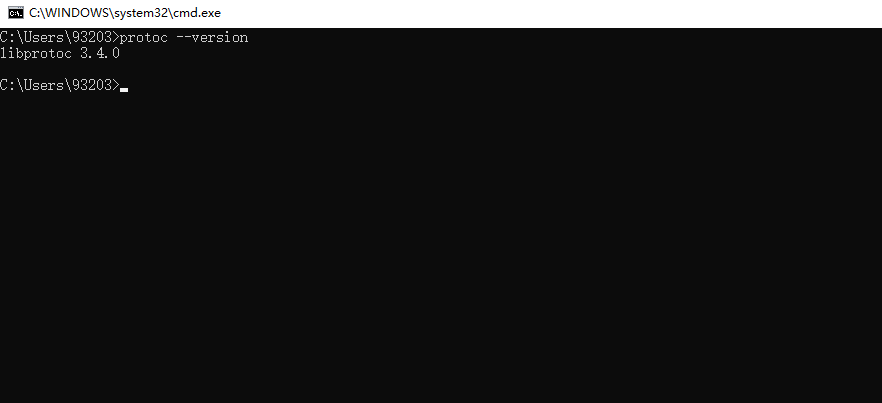 C:\WINDOWS\system32\cmd.exe
C:\Users\93203>protoc --version
libprotoc 3.4.0
C:\Users\93203>